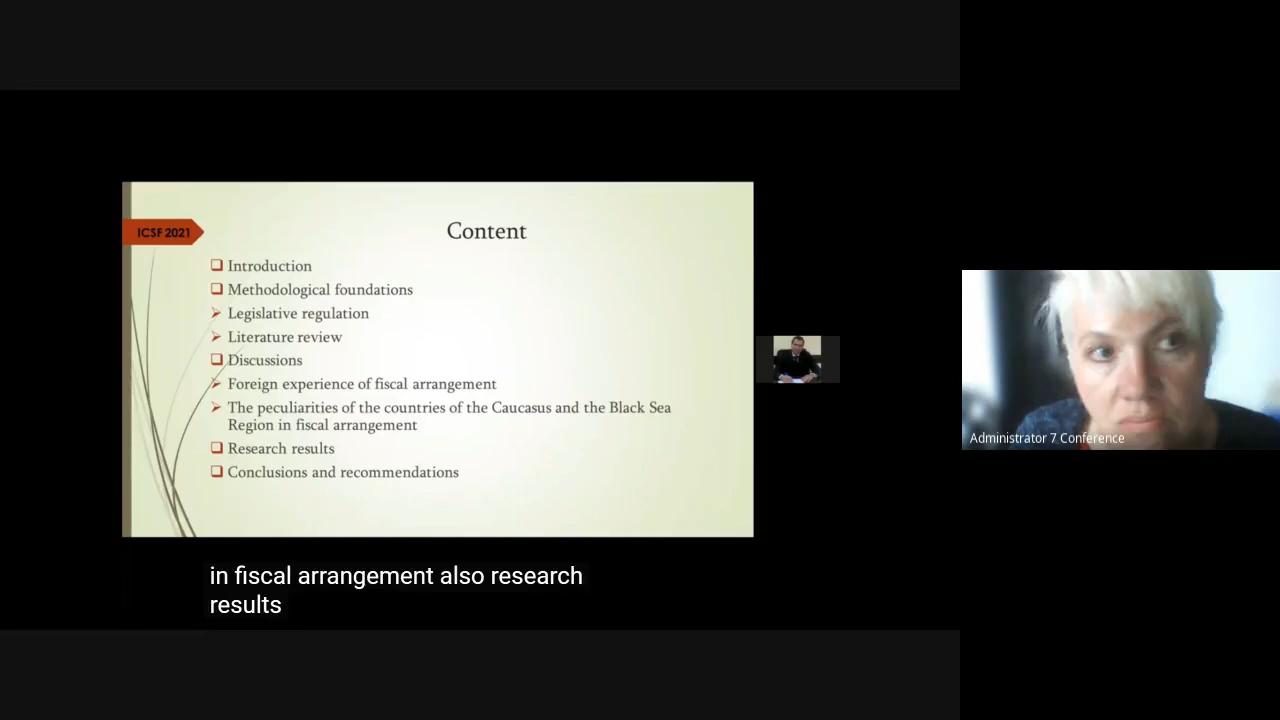 ICSF 2021
Content
Introduction
Methodological foundations
Legislative regulation
Literature review
Discussions
Foreign experience of fiscal arrangement
The peculiarities of the countries of the Caucasus and the Black Sea
Region in fiscal arrangement
Research results
Conclusions and recommendations
Administrator 7 Conference
in fiscal arrangement also research
results